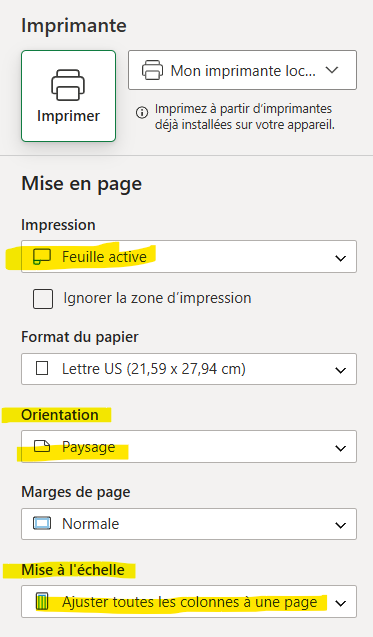 Imprimante
Imprimer
Mon imprimante loc...
Imprimez à partir d'imprimantes
déjà installées sur votre appareil.
Mise en page
Impression
Feuille active
Ignorer la zone d'impression
Format du papier
Lettre US (21,59 x 27,94 cm)
Orientation
Paysage
Marges de page
Normale
Mise à l'échelle
Ajuster toutes les colonnes à une page